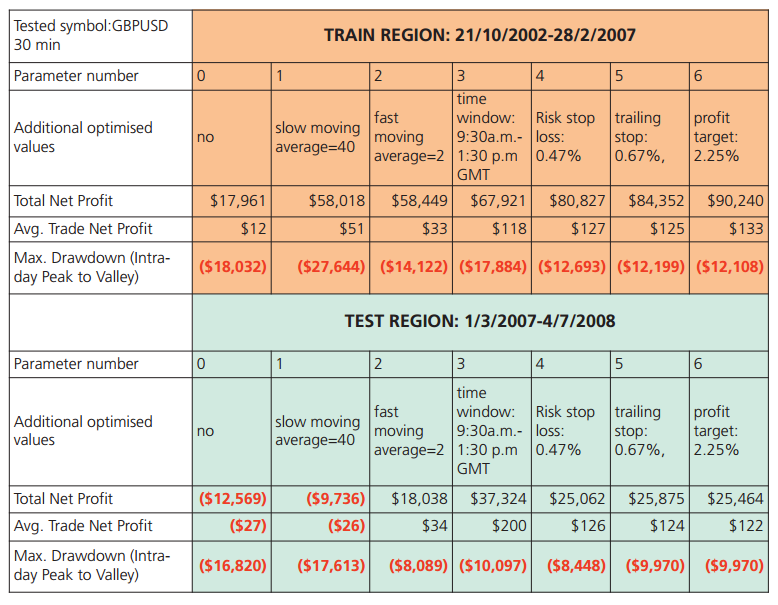 Tested symbol:GBPUSD
30 min
TRAIN REGION: 21/10/2002-28/2/2007
Parameter number 0 1 2 3 4 5 6
Additional optimised
values
no
slow moving
average=40
fast
moving
average=2
time
window:
9:30a.m.-
1:30 p.m
GMT
Risk stop
loss:
0.47%
trailing
stop:
0.67%,
profit
target:
2.25%
Total Net Profit $17,961 $58,018 $58,449 $67,921 $80,827 $84,352 $90,240
Avg. Trade Net Profit $12 $51 $33 $118 $127 $125 $133
Max. Drawdown (Intra-
day Peak to Valley)
($18,032) ($27,644) ($14,122) ($17,884) ($12,693) ($12,199) ($12,108)
TEST REGION: 1/3/2007-4/7/2008
Parameter number 0 1 2 3 4 5 6
Additional optimised
values
no
slow moving
average=40
fast
moving
average=2
time
window:
9:30a.m.-
1:30 p.m
GMT
Risk stop
loss:
0.47%
trailing
stop:
0.67%,
profit
target:
2.25%
Total Net Profit ($12,569) ($9,736) $18,038 $37,324 $25,062 $25,875 $25,464
Avg. Trade Net Profit ($27) ($26) $34 $200 $126 $124 $122
Max. Drawdown (Intra-
day Peak to Valley)
($16,820) ($17,613) ($8,089) ($10,097) ($8,448) ($9,970) ($9,970)